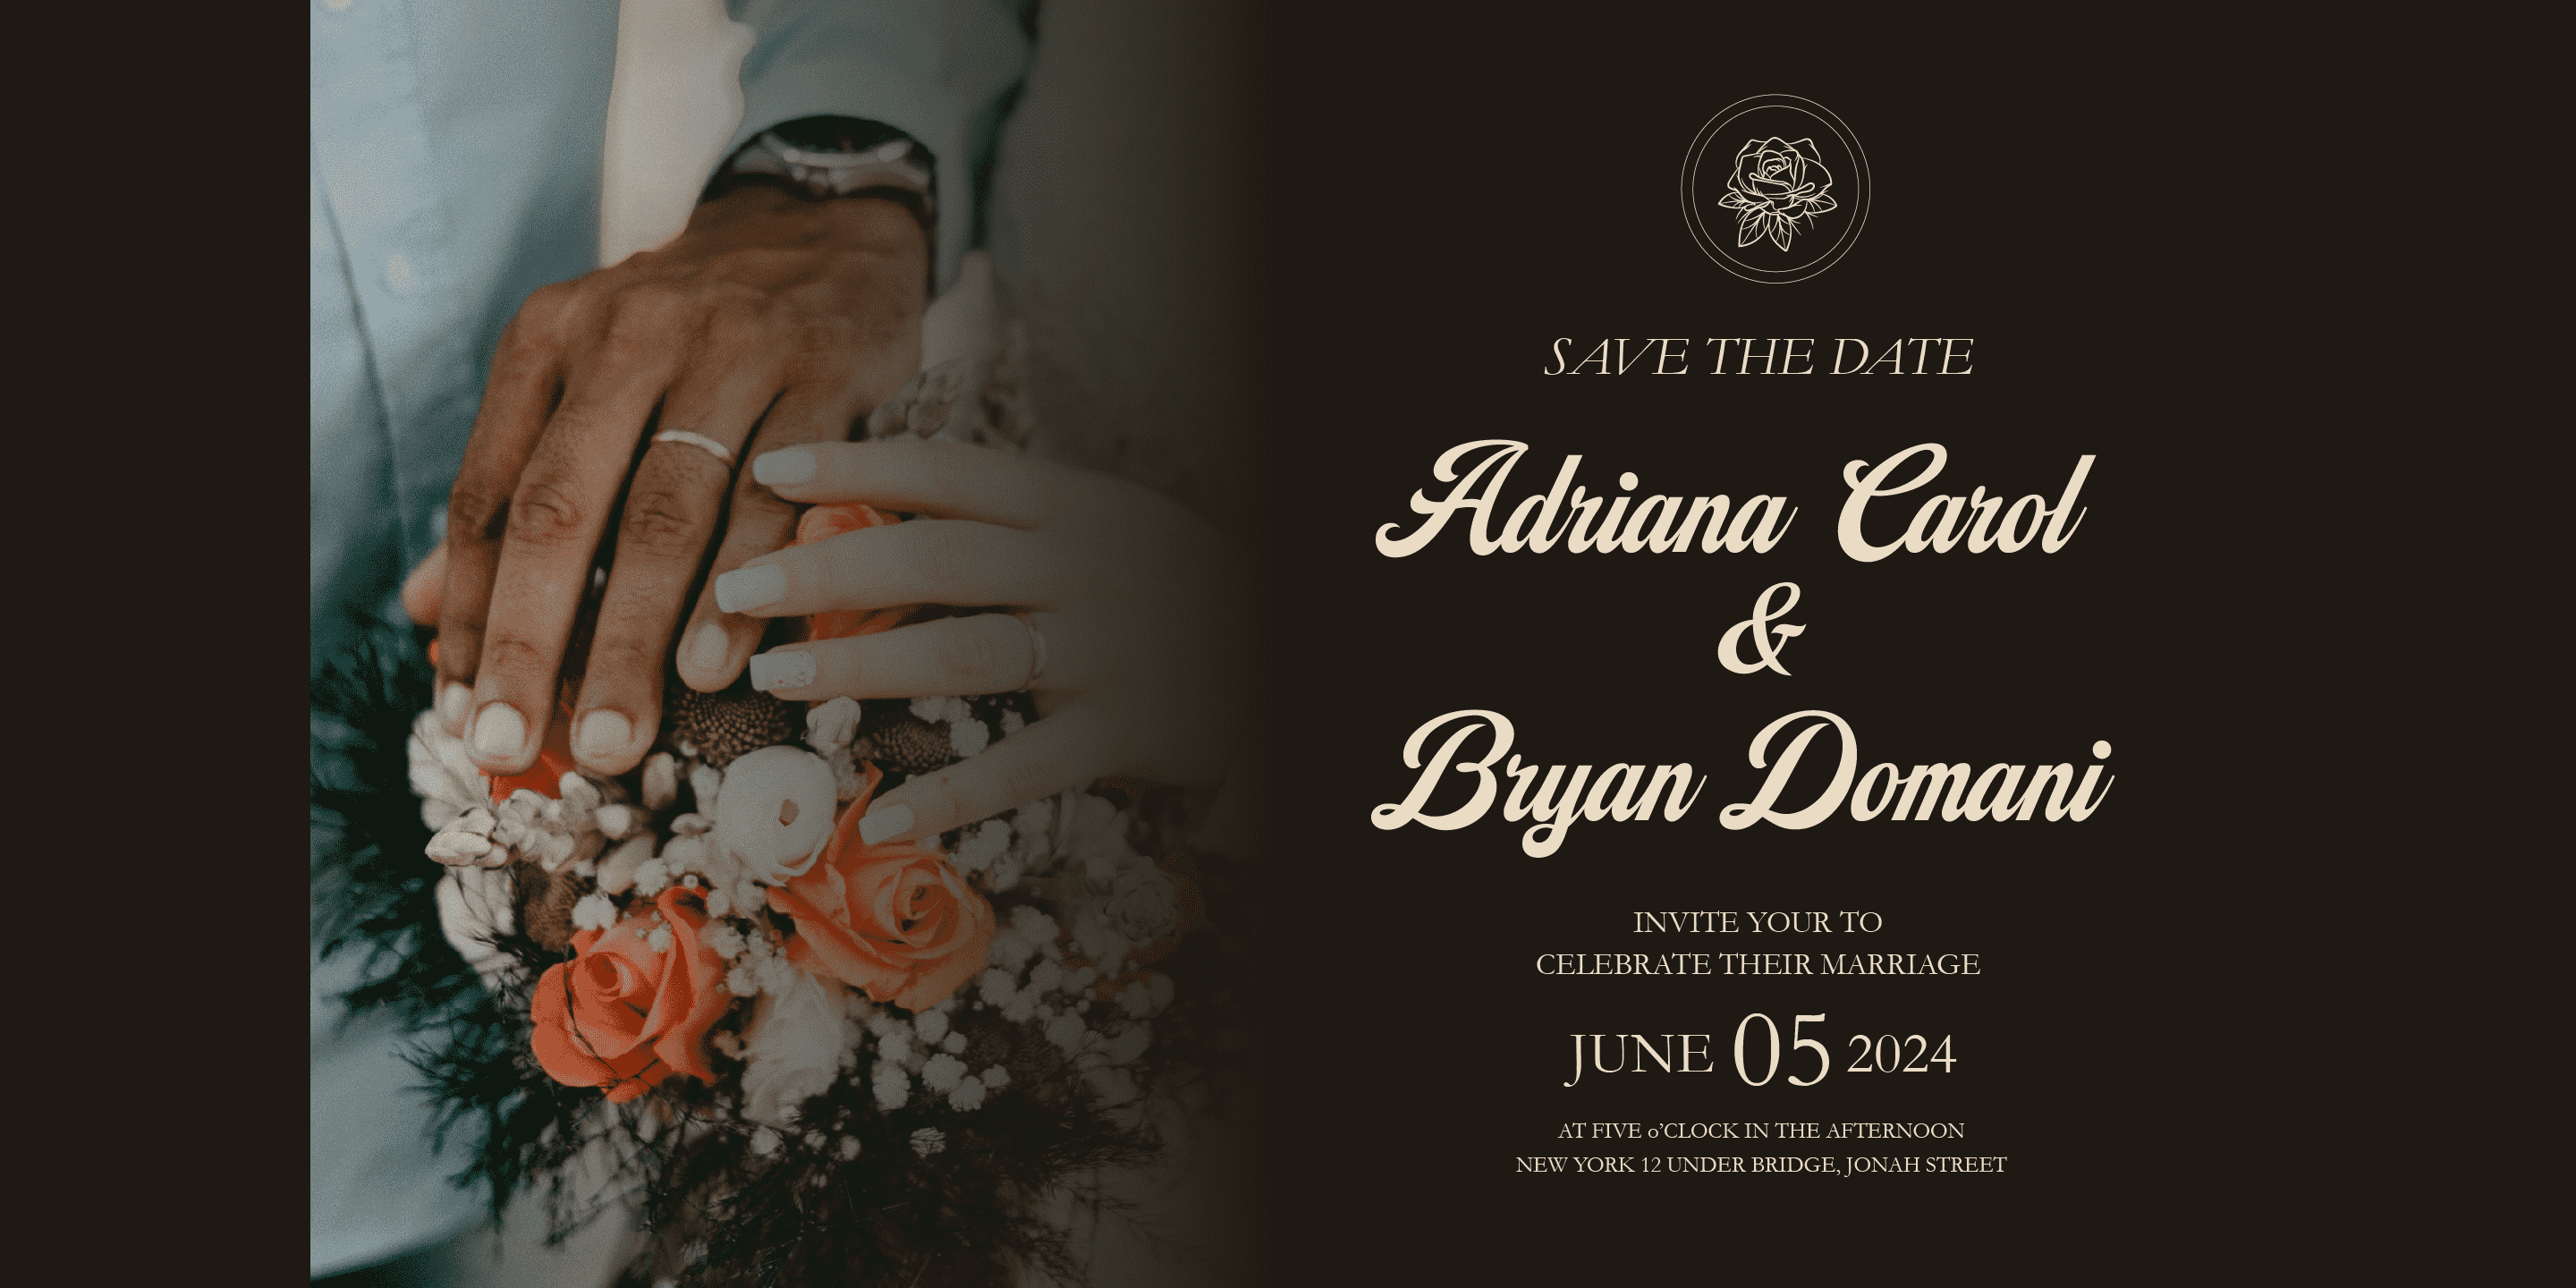 SAVE THE DATE
Adriana Carol
&
Bryan Domani
INVITE YOUR TO
CELEBRATE THEIR MARRIAGE
JUNE 05 2024
AT FIVE o’CLOCK IN THE AFTERNOON
NEW YORK 12 UNDER BRIDGE, JONAH STREET